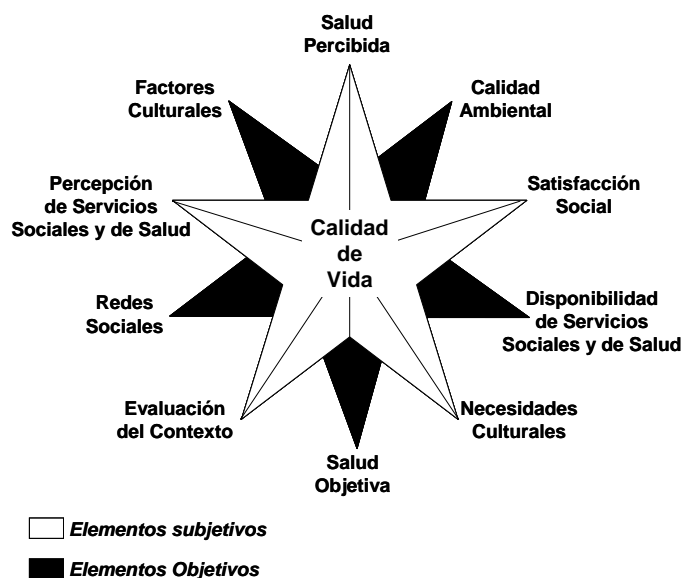 Salud
Percibida
Factores
Culturales
Calidad
Ambiental
Percepción
de Servicios
Sociales y de Salud
Satisfacción
Social
Calidad
de
Vida
Redes
Sociales
Disponibilidad
de Servicios
Sociales y de Salud
Evaluación
del Contexto
Necesidades
Culturales
Salud
Objetiva
Elementos subjetivos
Elementos Objetivos